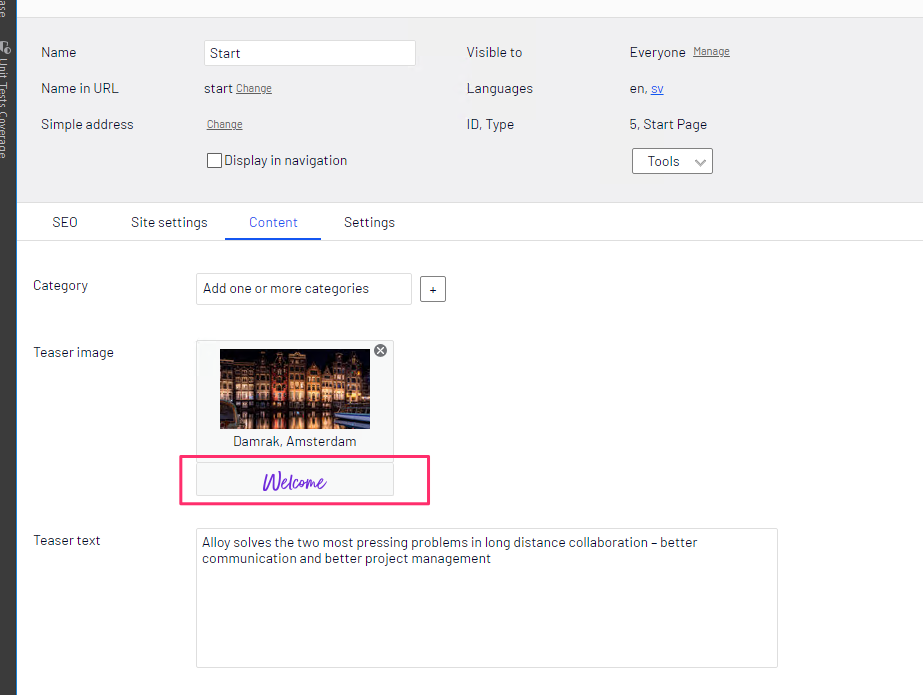 ase
Unit Tests Coverage
Name Start Visible to Everyone Manage
Name in URL start Change Languages en, sv
Simple address Change ID, Type 5, Start Page
Display in navigation Tools
SEO Site settings Content Settings
Category Add one or more categories +
Teaser image
Damrak, Amsterdam
Welcome
Teaser text Alloy solves the two most pressing problems in long distance collaboration – better
communication and better project management